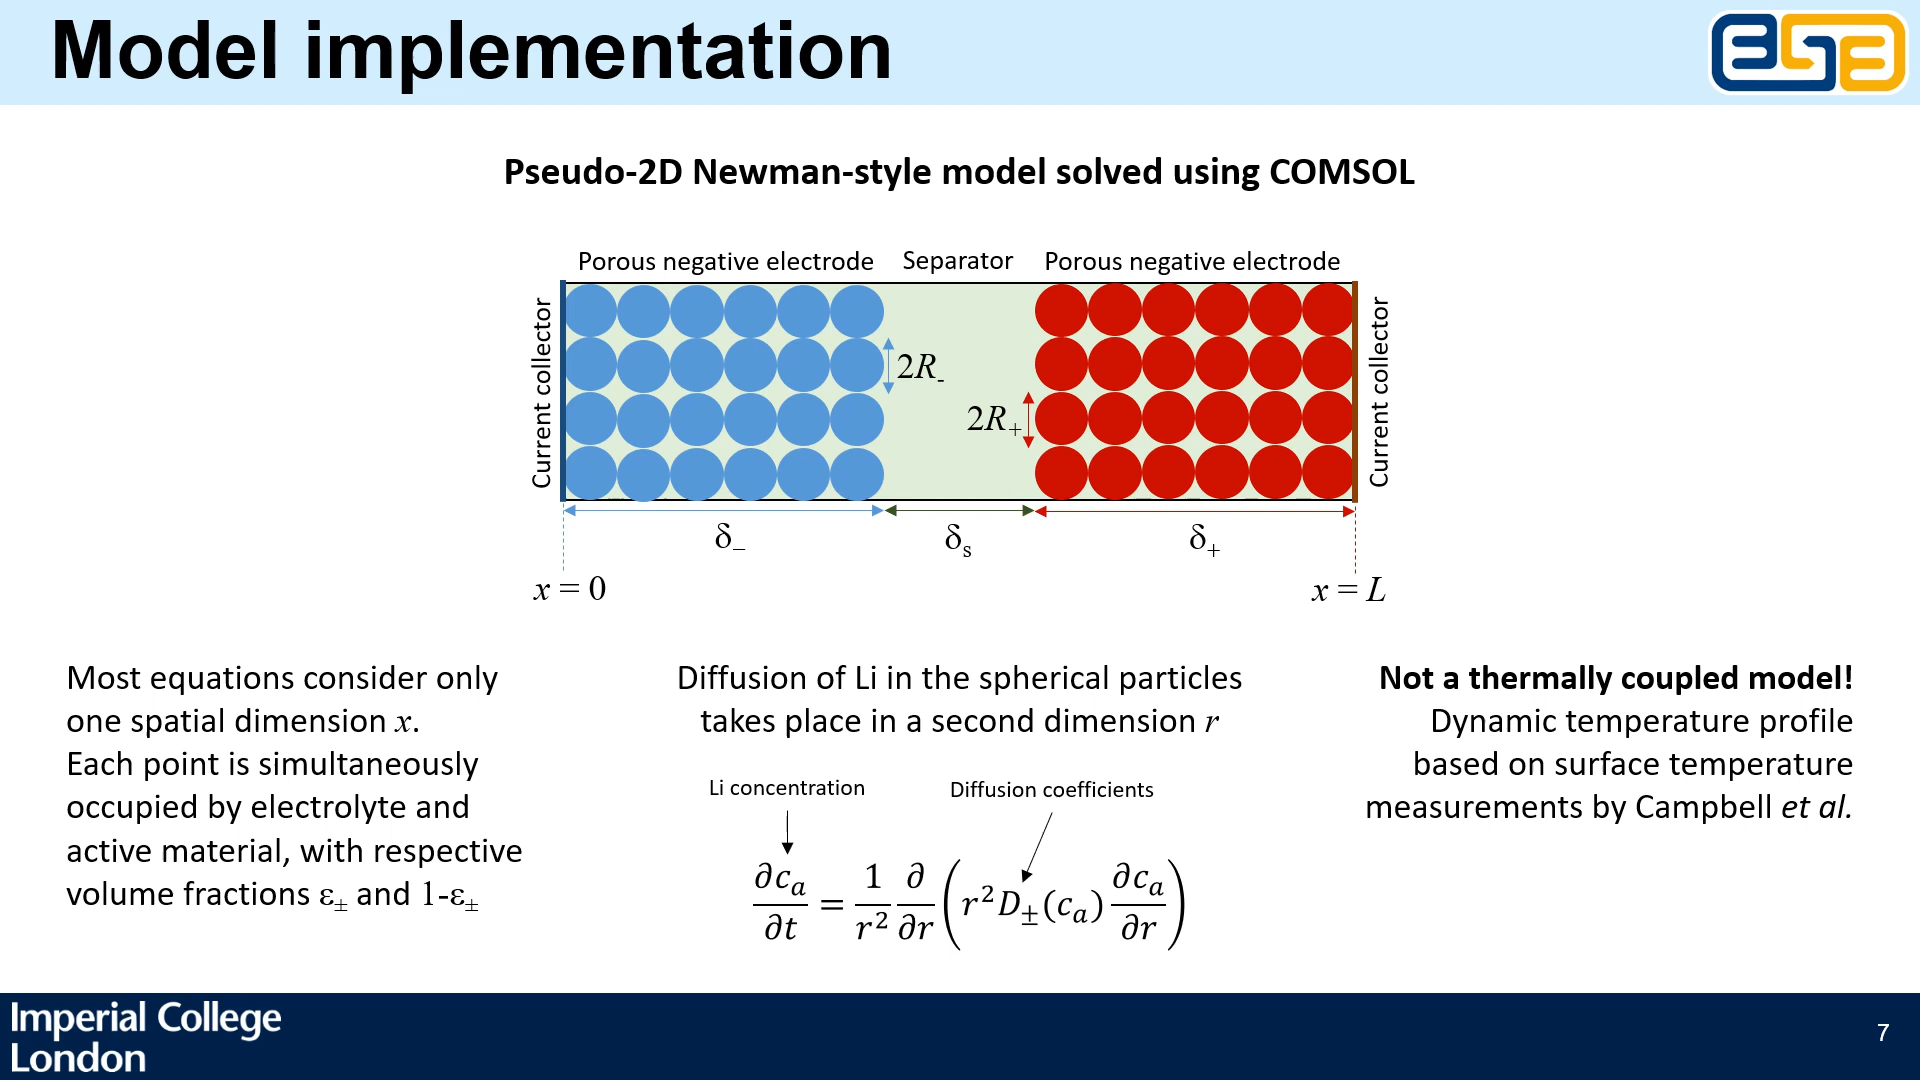 Model implementation
Pseudo-2D Newman-style model solved using COMSOL
Porous negative electrode Separator Porous negative electrode
Current collector
2R₋
2R₊
Current collector
δ₋ δₛ δ₊
x = 0 x = L
Most equations consider only
one spatial dimension x.
Each point is simultaneously
occupied by electrolyte and
active material, with respective
volume fractions ε± and 1-ε±
Diffusion of Li in the spherical particles
takes place in a second dimension r
Li concentration Diffusion coefficients
∂cₐ/∂t = 1/r² ∂/∂r (r²D±(cₐ) ∂cₐ/∂r)
Not a thermally coupled model!
Dynamic temperature profile
based on surface temperature
measurements by Campbell et al.
Imperial College
London
7